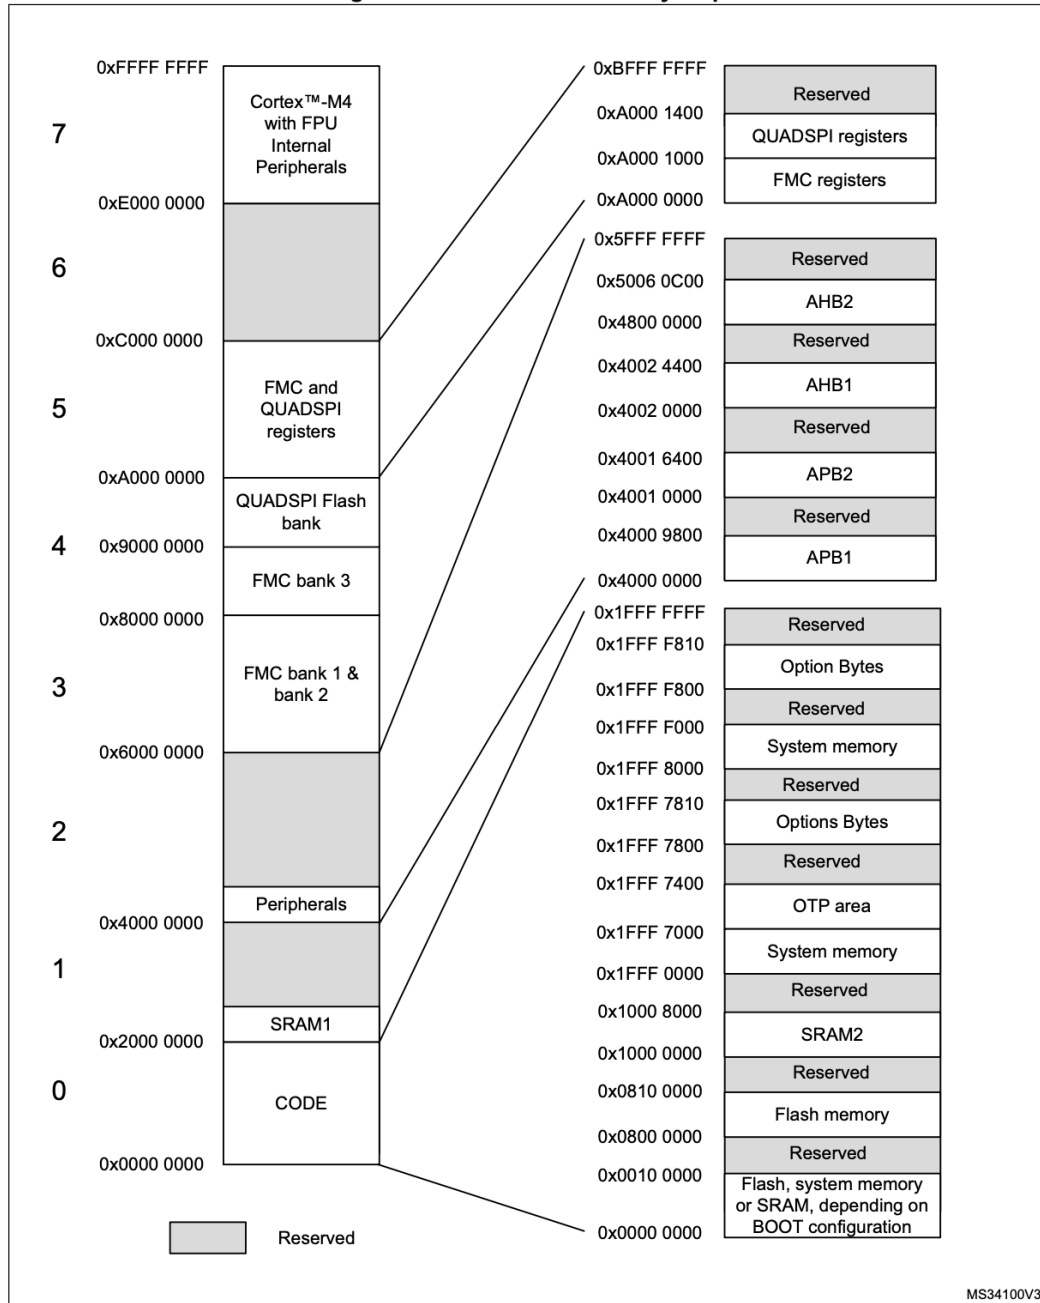 0xFFFF FFFF
7
Cortex™-M4
with FPU
Internal
Peripherals
0xE000 0000
6
0xC000 0000
5
FMC and
QUADSPI
registers
0xA000 0000
QUADSPI Flash
bank
4
0x9000 0000
FMC bank 3
0x8000 0000
3
FMC bank 1 &
bank 2
0x6000 0000
2
Peripherals
0x4000 0000
1
SRAM1
0x2000 0000
0
CODE
0x0000 0000
Reserved
0xBFFF FFFF
Reserved
0xA000 1400
QUADSPI registers
0xA000 1000
FMC registers
0xA000 0000
0x5FFF FFFF
Reserved
0x5006 0C00
AHB2
0x4800 0000
Reserved
0x4002 4400
AHB1
0x4002 0000
Reserved
0x4001 6400
APB2
0x4001 0000
Reserved
0x4000 9800
APB1
0x4000 0000
0x1FFF FFFF
Reserved
0x1FFF F810
Option Bytes
0x1FFF F800
Reserved
0x1FFF F000
System memory
0x1FFF 8000
Reserved
0x1FFF 7810
Options Bytes
0x1FFF 7800
Reserved
0x1FFF 7400
OTP area
0x1FFF 7000
System memory
0x1FFF 0000
Reserved
0x1000 8000
SRAM2
0x1000 0000
Reserved
0x0810 0000
Flash memory
0x0800 0000
Reserved
0x0010 0000
Flash, system memory
or SRAM, depending on
BOOT configuration
0x0000 0000
MS34100V3